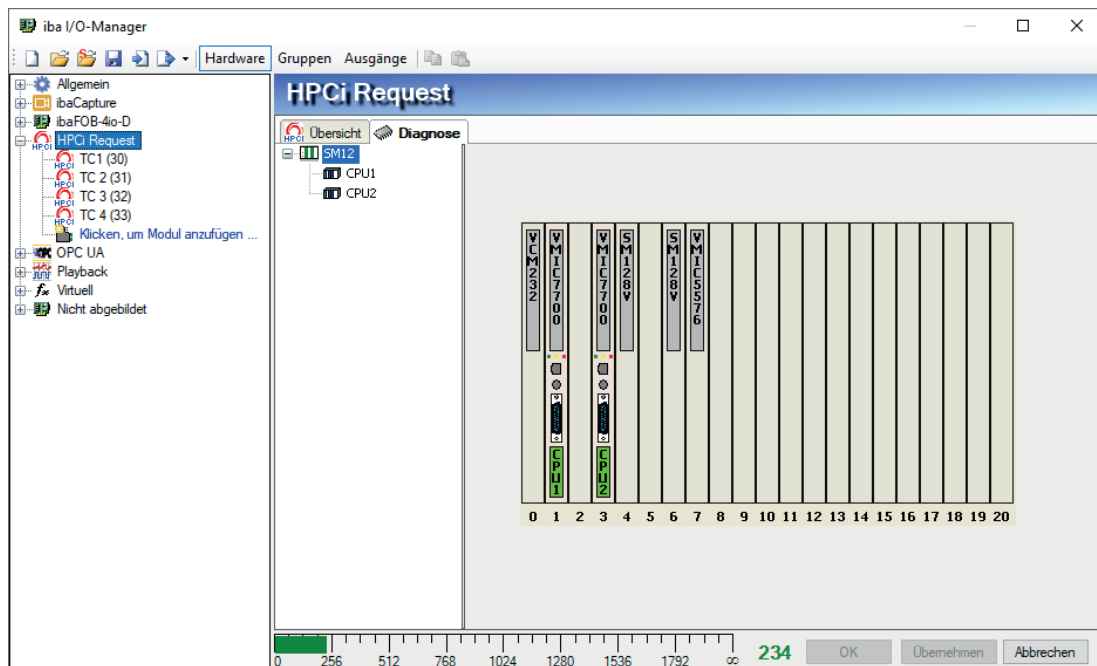 iba I/O-Manager
Hardware Gruppen Ausgänge
Allgemein
ibaCapture
ibaFOB-4io-D
HPCi Request
TC1 (30)
TC 2 (31)
TC 3 (32)
TC 4 (33)
Klicken, um Modul anzufügen ...
OPC UA
Playback
Virtuell
Nicht abgebildet
HPCi Request
Übersicht Diagnose
SM12
CPU1
CPU2
VCM232
VMIC7700
VMIC7700
SM128V
SM128V
VMIC5576
CPU1
CPU2
0 1 2 3 4 5 6 7 8 9 10 11 12 13 14 15 16 17 18 19 20
0 256 512 768 1024 1280 1536 1792 ∞
234 OK Übernehmen Abbrechen